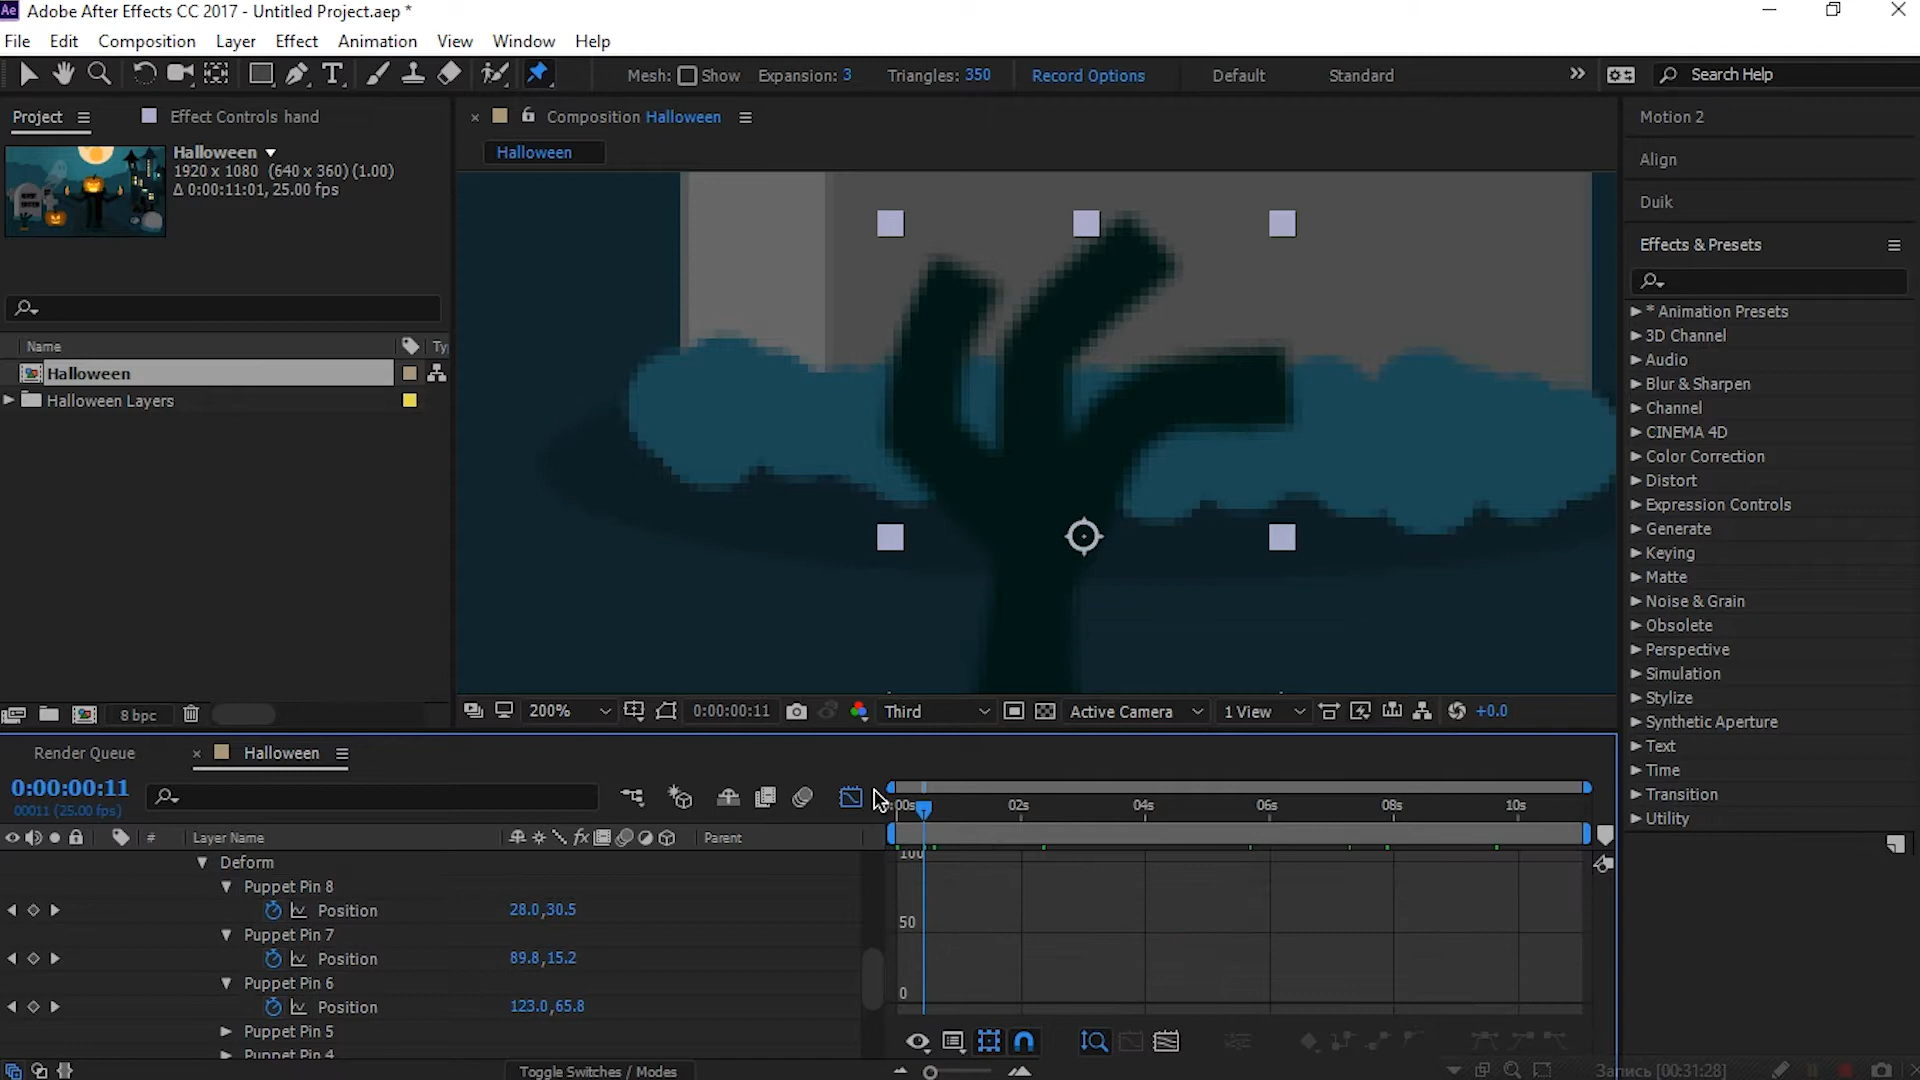 Ae Adobe After Effects CC 2017 - Untitled Project.aep *
File Edit Composition Layer Effect Animation View Window Help
Mesh: Show Expansion: 3 Triangles: 350 Record Options Default Standard Search Help
Project Effect Controls hand
Halloween
1920 x 1080 (640 x 360) (1.00)
Δ 0:00:11:01, 25.00 fps
Name Ty
Halloween
Halloween Layers
8 bpc
Composition Halloween
Halloween
200% 0:00:00:11 Third Active Camera 1 View +0.0
Motion 2
Align
Duik
Effects & Presets
* Animation Presets
3D Channel
Audio
Blur & Sharpen
Channel
CINEMA 4D
Color Correction
Distort
Expression Controls
Generate
Keying
Matte
Noise & Grain
Obsolete
Perspective
Simulation
Stylize
Synthetic Aperture
Text
Time
Transition
Utility
Render Queue Halloween
0:00:00:11
00011 (25.00 fps)
:00s 02s 04s 06s 08s 10s
# Layer Name fx Parent
Deform
Puppet Pin 8
Position 28.0,30.5
Puppet Pin 7
Position 89.8,15.2
Puppet Pin 6
Position 123.0,65.8
Puppet Pin 5
Puppet Pin 4
100
50
0
Toggle Switches / Modes
Запись [00:31:28]